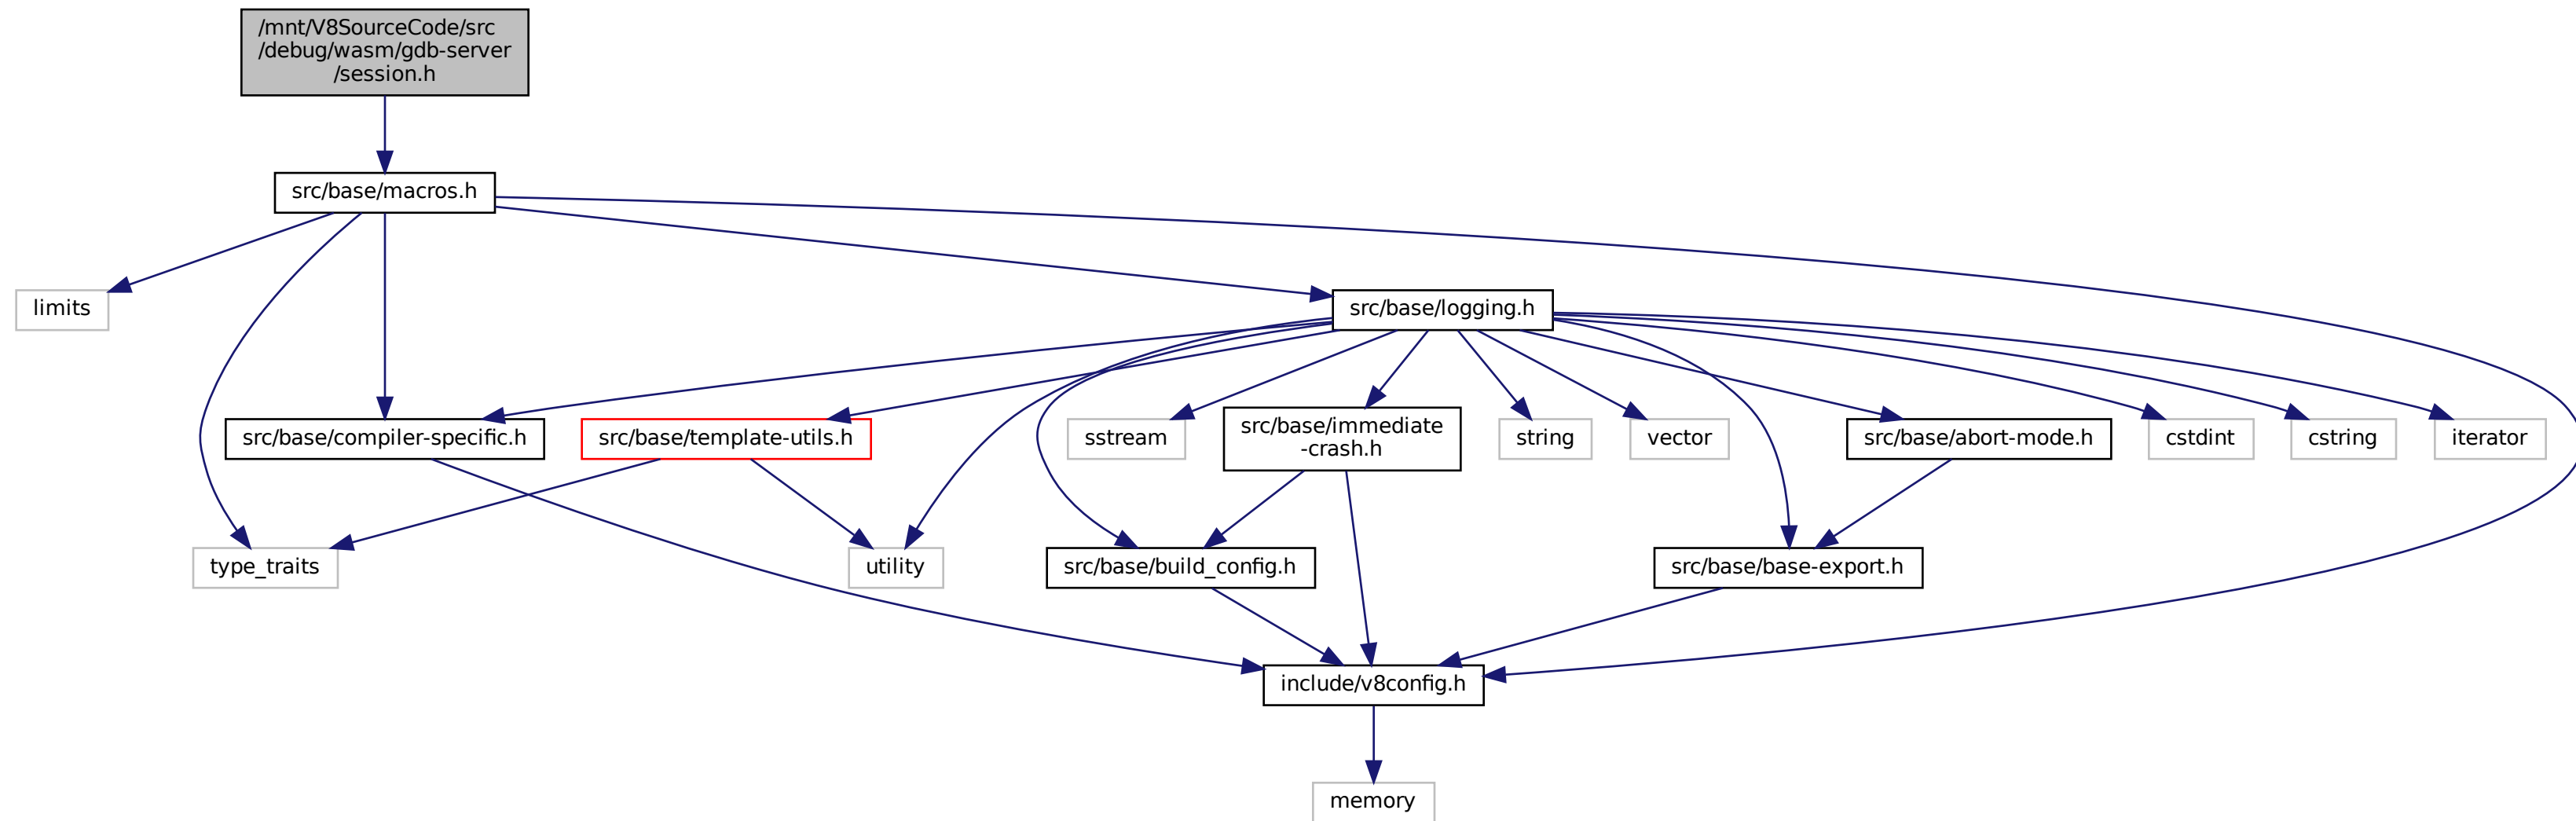 /mnt/V8SourceCode/src
/debug/wasm/gdb-server
/session.h
src/base/macros.h
limits
src/base/logging.h
src/base/compiler-specific.h
src/base/template-utils.h
sstream
src/base/immediate
-crash.h
string
vector
src/base/abort-mode.h
cstdint
cstring
iterator
type_traits
utility
src/base/build_config.h
src/base/base-export.h
include/v8config.h
memory